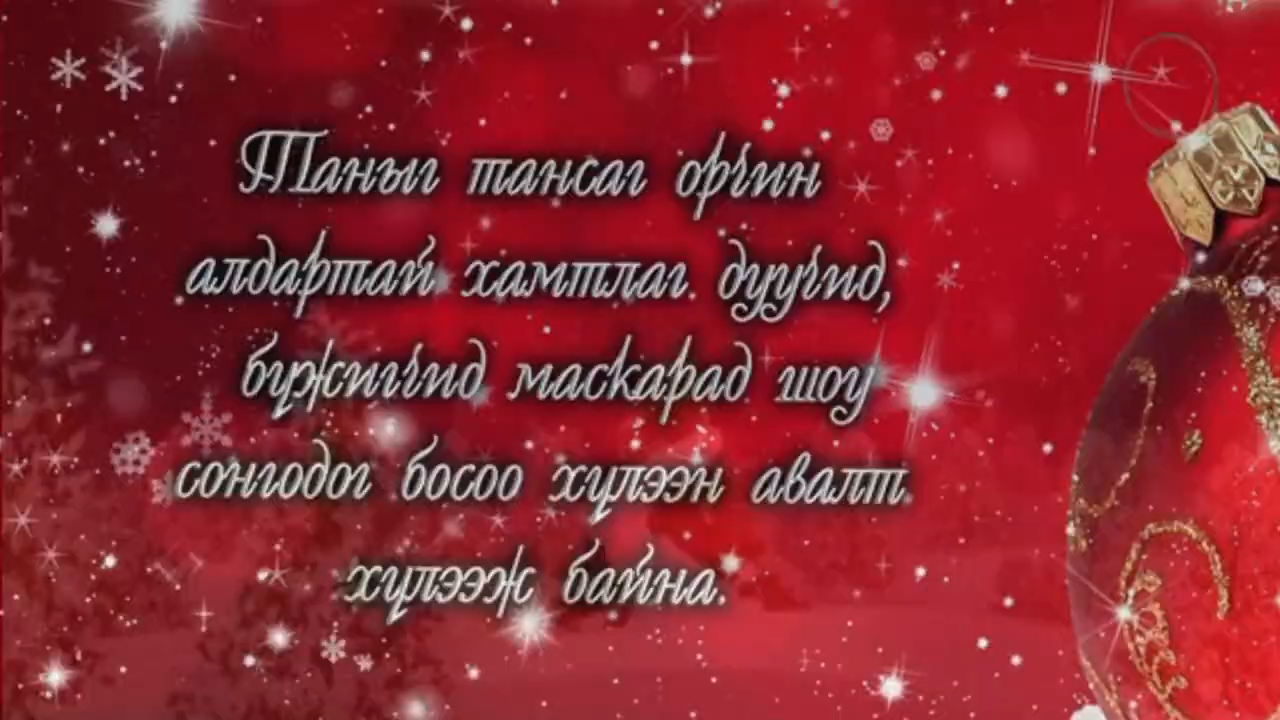 Таныг тансаг орчин
алдартай хамтлаг. дуучид,
бүжигчид маскарад шоу
сонгодог босоо хүлээн авалт.
хүлээж байна.